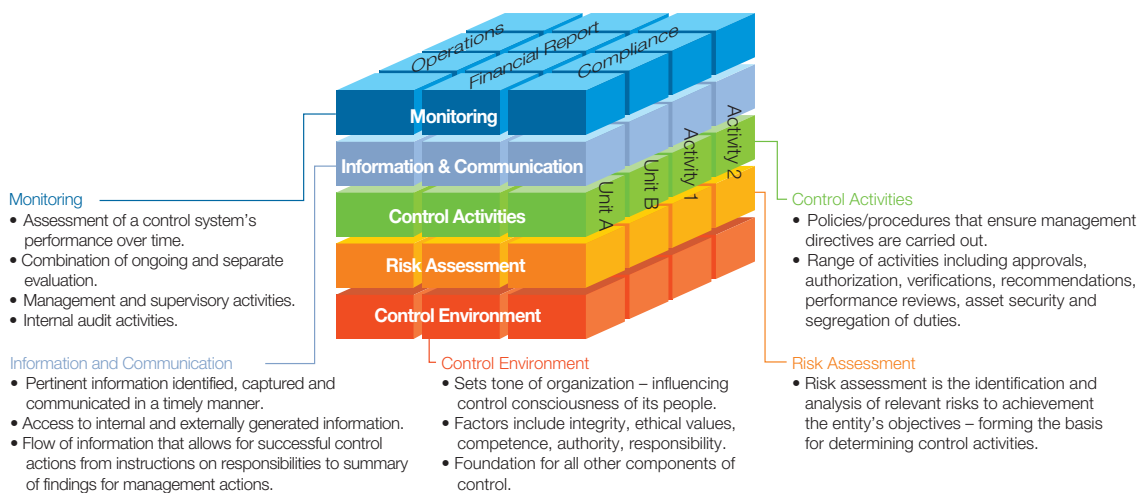 Operations
Financial Report
Compliance
Monitoring
Information & Communication
Control Activities
Risk Assessment
Control Environment
Unit A
Unit B
Activity 1
Activity 2
Monitoring
• Assessment of a control system's
performance over time.
• Combination of ongoing and separate
evaluation.
• Management and supervisory activities.
• Internal audit activities.
Information and Communication
• Pertinent information identified, captured and
communicated in a timely manner.
• Access to internal and externally generated information.
• Flow of information that allows for successful control
actions from instructions on responsibilities to summary
of findings for management actions.
Control Environment
• Sets tone of organization – influencing
control consciousness of its people.
• Factors include integrity, ethical values,
competence, authority, responsibility.
• Foundation for all other components of
control.
Control Activities
• Policies/procedures that ensure management
directives are carried out.
• Range of activities including approvals,
authorization, verifications, recommendations,
performance reviews, asset security and
segregation of duties.
Risk Assessment
• Risk assessment is the identification and
analysis of relevant risks to achievement
the entity's objectives – forming the basis
for determining control activities.